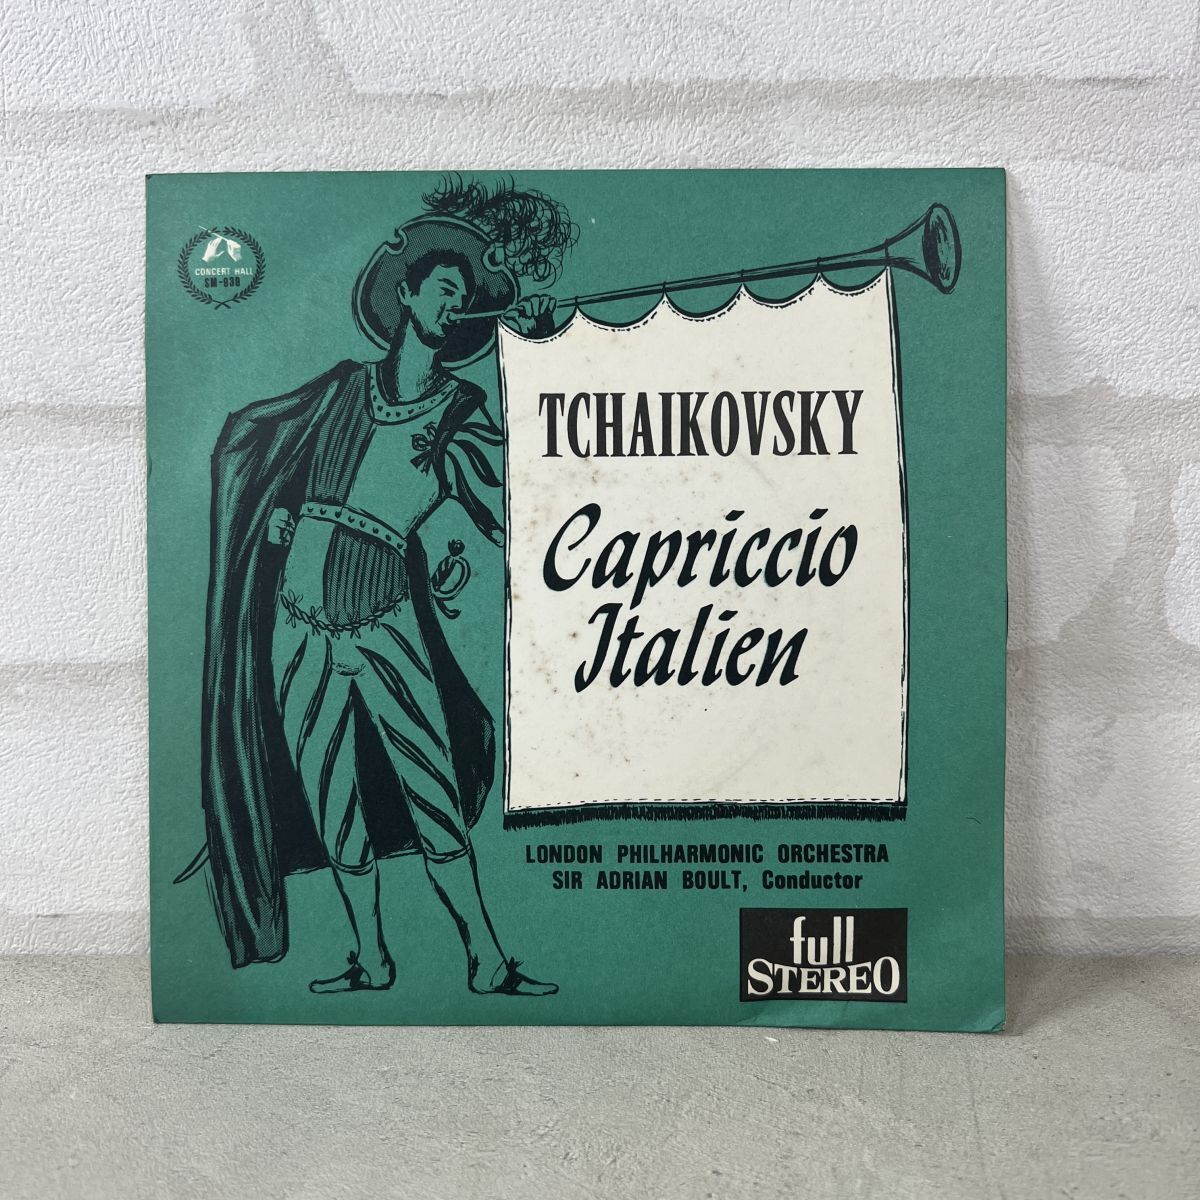 CONCERT HALL
SM-838
TCHAIKOVSKY
Capriccio
Italien
LONDON PHILHARMONIC ORCHESTRA
SIR ADRIAN BOULT, Conductor
full
STEREO